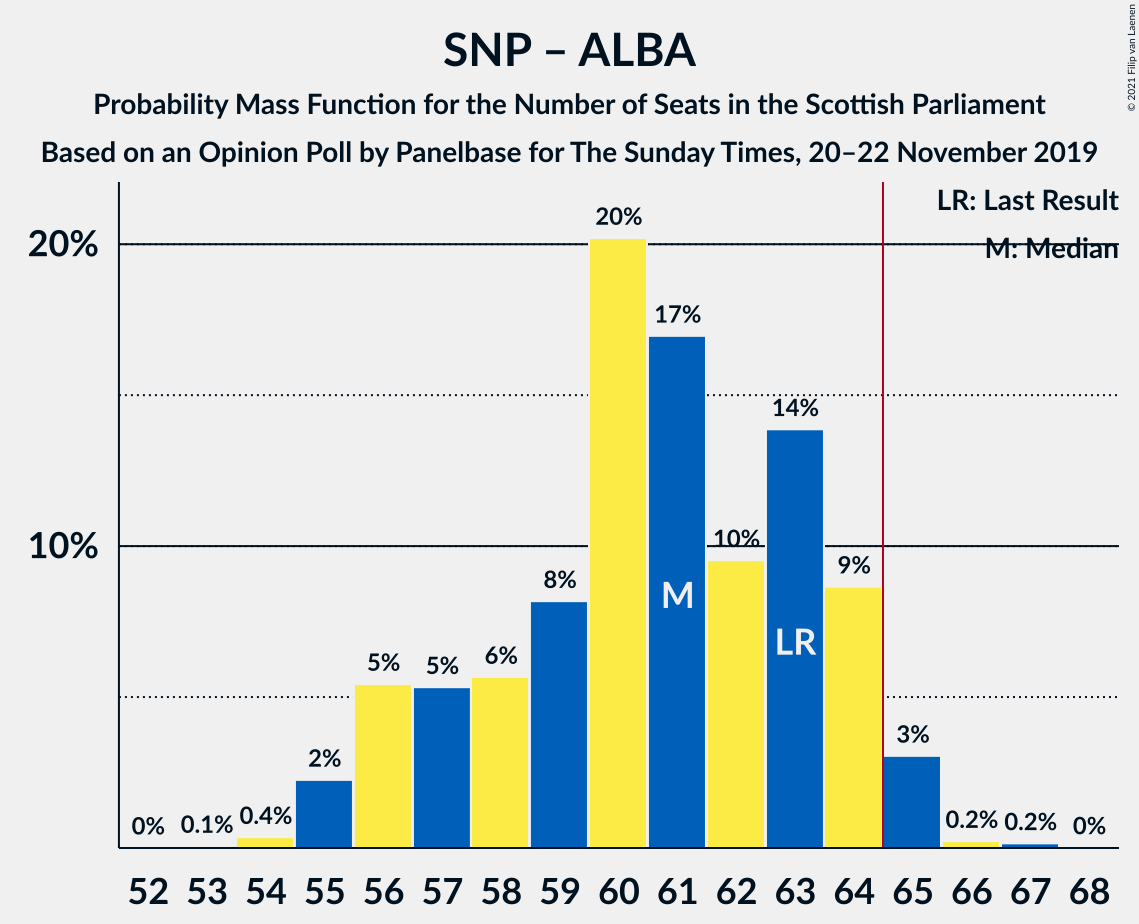 SNP – ALBA
Probability Mass Function for the Number of Seats in the Scottish Parliament
Based on an Opinion Poll by Panelbase for The Sunday Times, 20–22 November 2019
© 2021 Filip van Laenen
LR: Last Result
M: Median
20%
10%
0% 0.1% 0.4% 2% 5% 5% 6% 8% 20% 17% 10% 14% 9% 3% 0.2% 0.2% 0%
M
LR
52 53 54 55 56 57 58 59 60 61 62 63 64 65 66 67 68